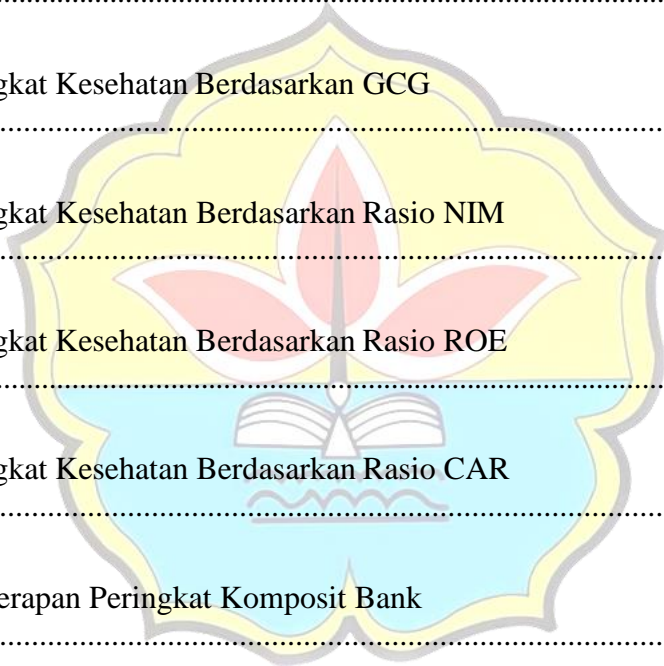 gkat Kesehatan Berdasarkan GCG
gkat Kesehatan Berdasarkan Rasio NIM
gkat Kesehatan Berdasarkan Rasio ROE
gkat Kesehatan Berdasarkan Rasio CAR
erapan Peringkat Komposit Bank